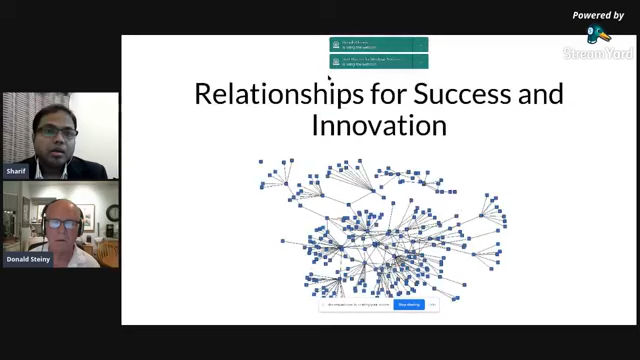 Powered by
StreamYard
Relationships for Success and
Innovation
Sharif
Donald Steiny
Stop sharing